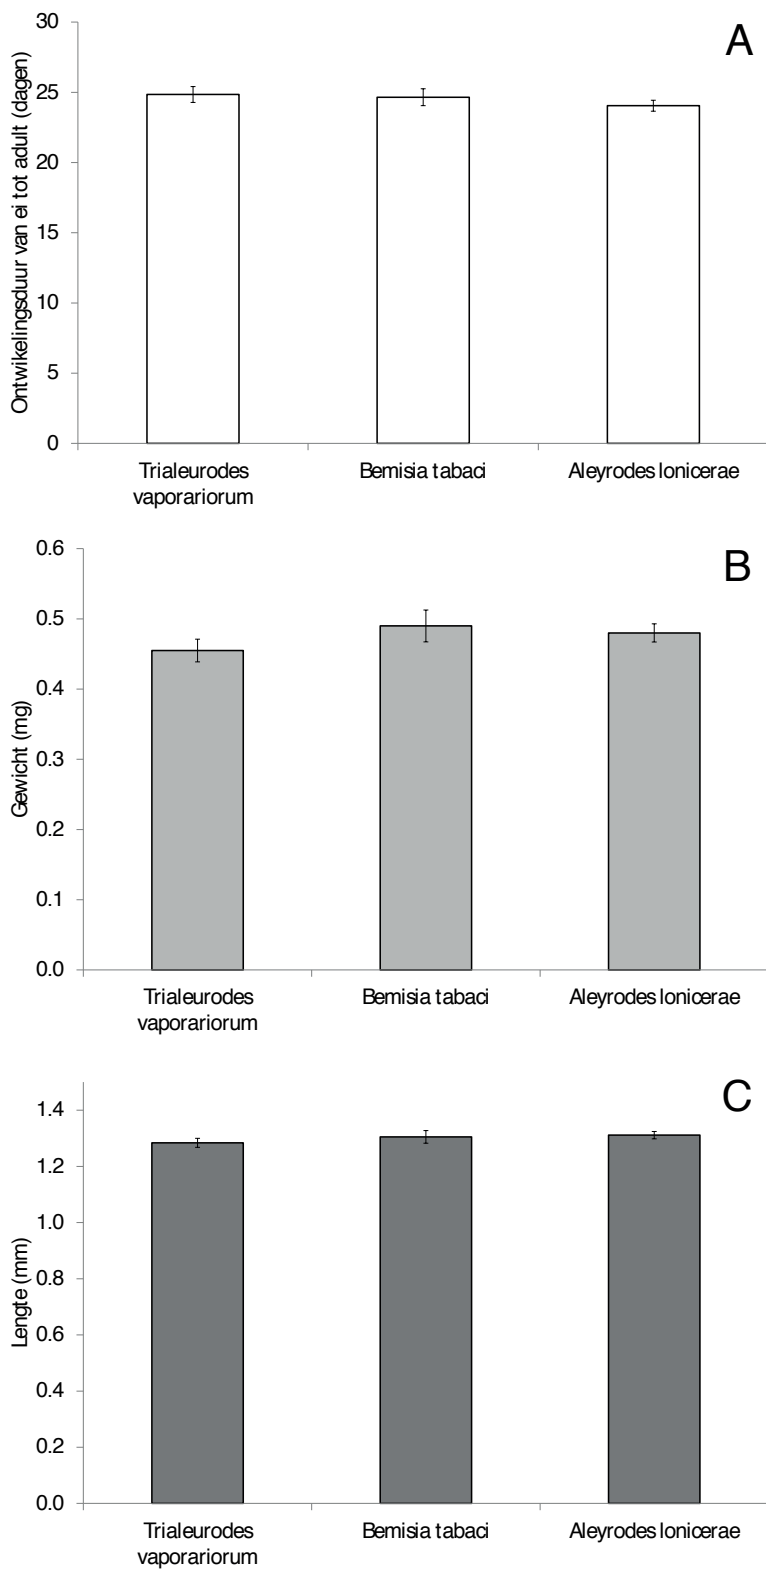 A
Ontwikelingsduur van ei tot adult (dagen)
30
25
20
15
10
5
0
Trialeurodes
vaporariorum
Bemisia tabaci
Aleyrodes lonicerae
B
Gewicht (mg)
0.6
0.5
0.4
0.3
0.2
0.1
0.0
Trialeurodes
vaporariorum
Bemisia tabaci
Aleyrodes lonicerae
C
Lengte (mm)
1.4
1.2
1.0
0.8
0.6
0.4
0.2
0.0
Trialeurodes
vaporariorum
Bemisia tabaci
Aleyrodes lonicerae